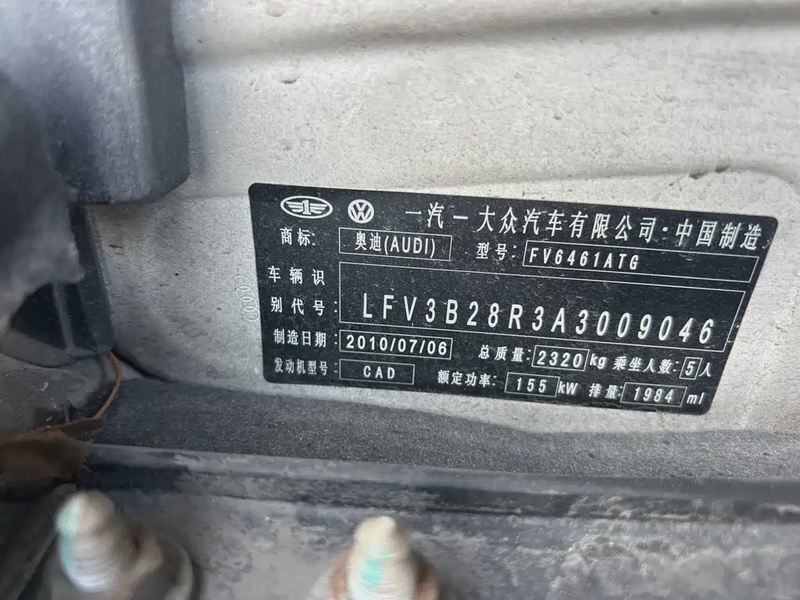 一汽一大众汽车有限公司·中国制造
商标: 奥迪(AUDI) 型号: FV6461ATG
车辆识
别代号: LFV3B28R3A3009046
制造日期: 2010/07/06 总质量: 2320 kg 乘坐人数: 5 人
发动机型号: CAD 额定功率: 155 kW 排量: 1984 ml